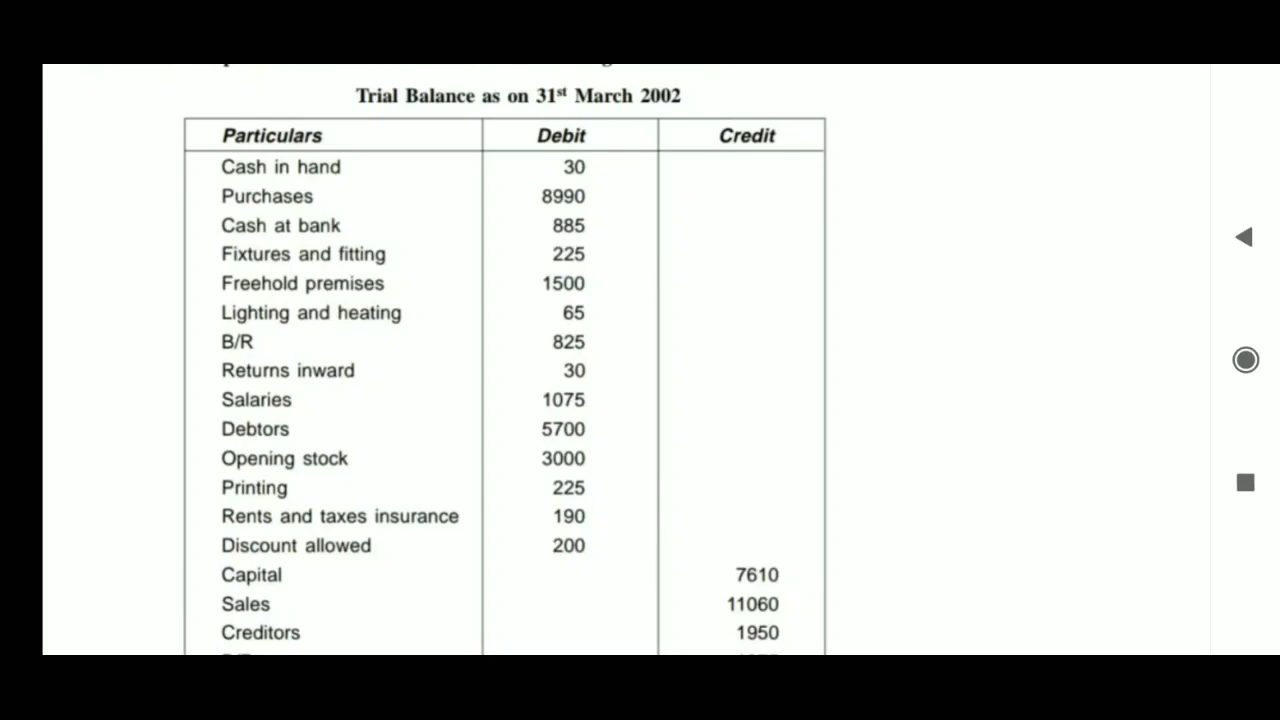 Trial Balance as on 31st March 2002
Particulars Debit Credit
Cash in hand 30
Purchases 8990
Cash at bank 885
Fixtures and fitting 225
Freehold premises 1500
Lighting and heating 65
B/R 825
Returns inward 30
Salaries 1075
Debtors 5700
Opening stock 3000
Printing 225
Rents and taxes insurance 190
Discount allowed 200
Capital 7610
Sales 11060
Creditors 1950